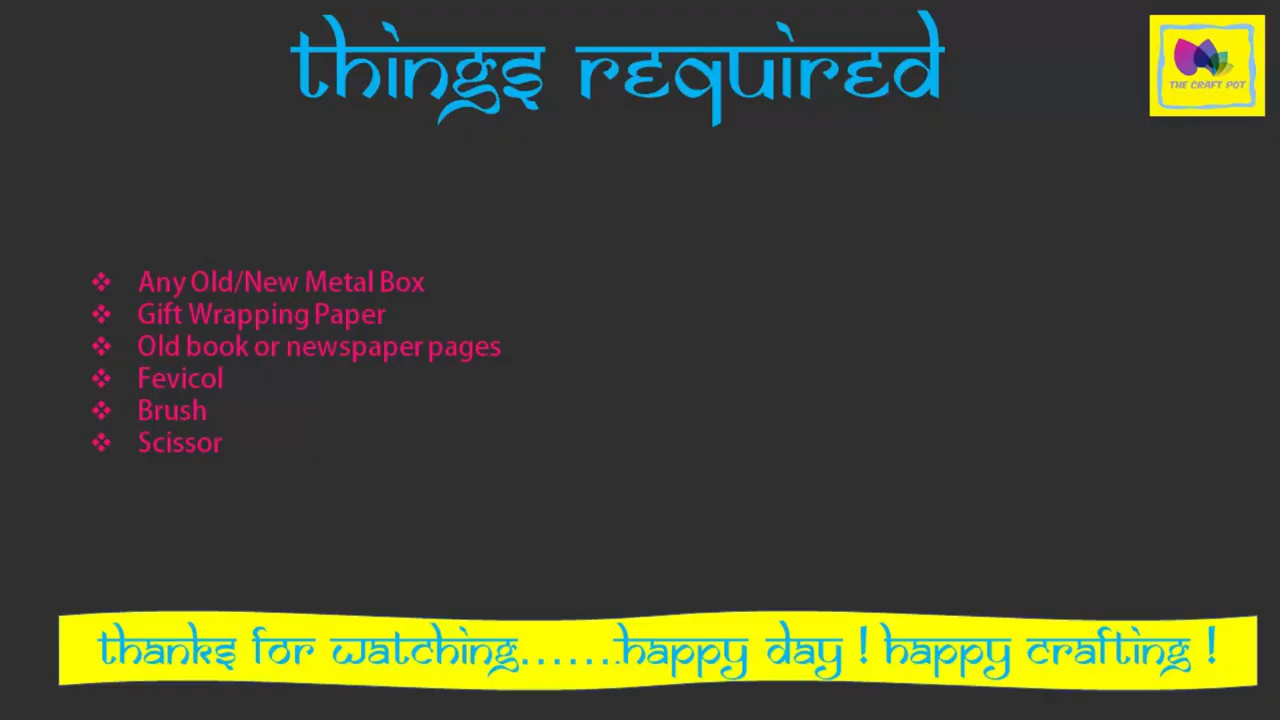 things required
THE CRAFT POT
❖ Any Old/New Metal Box
❖ Gift Wrapping Paper
❖ Old book or newspaper pages
❖ Fevicol
❖ Brush
❖ Scissor
thanks for watching.......happy day ! happy crafting !